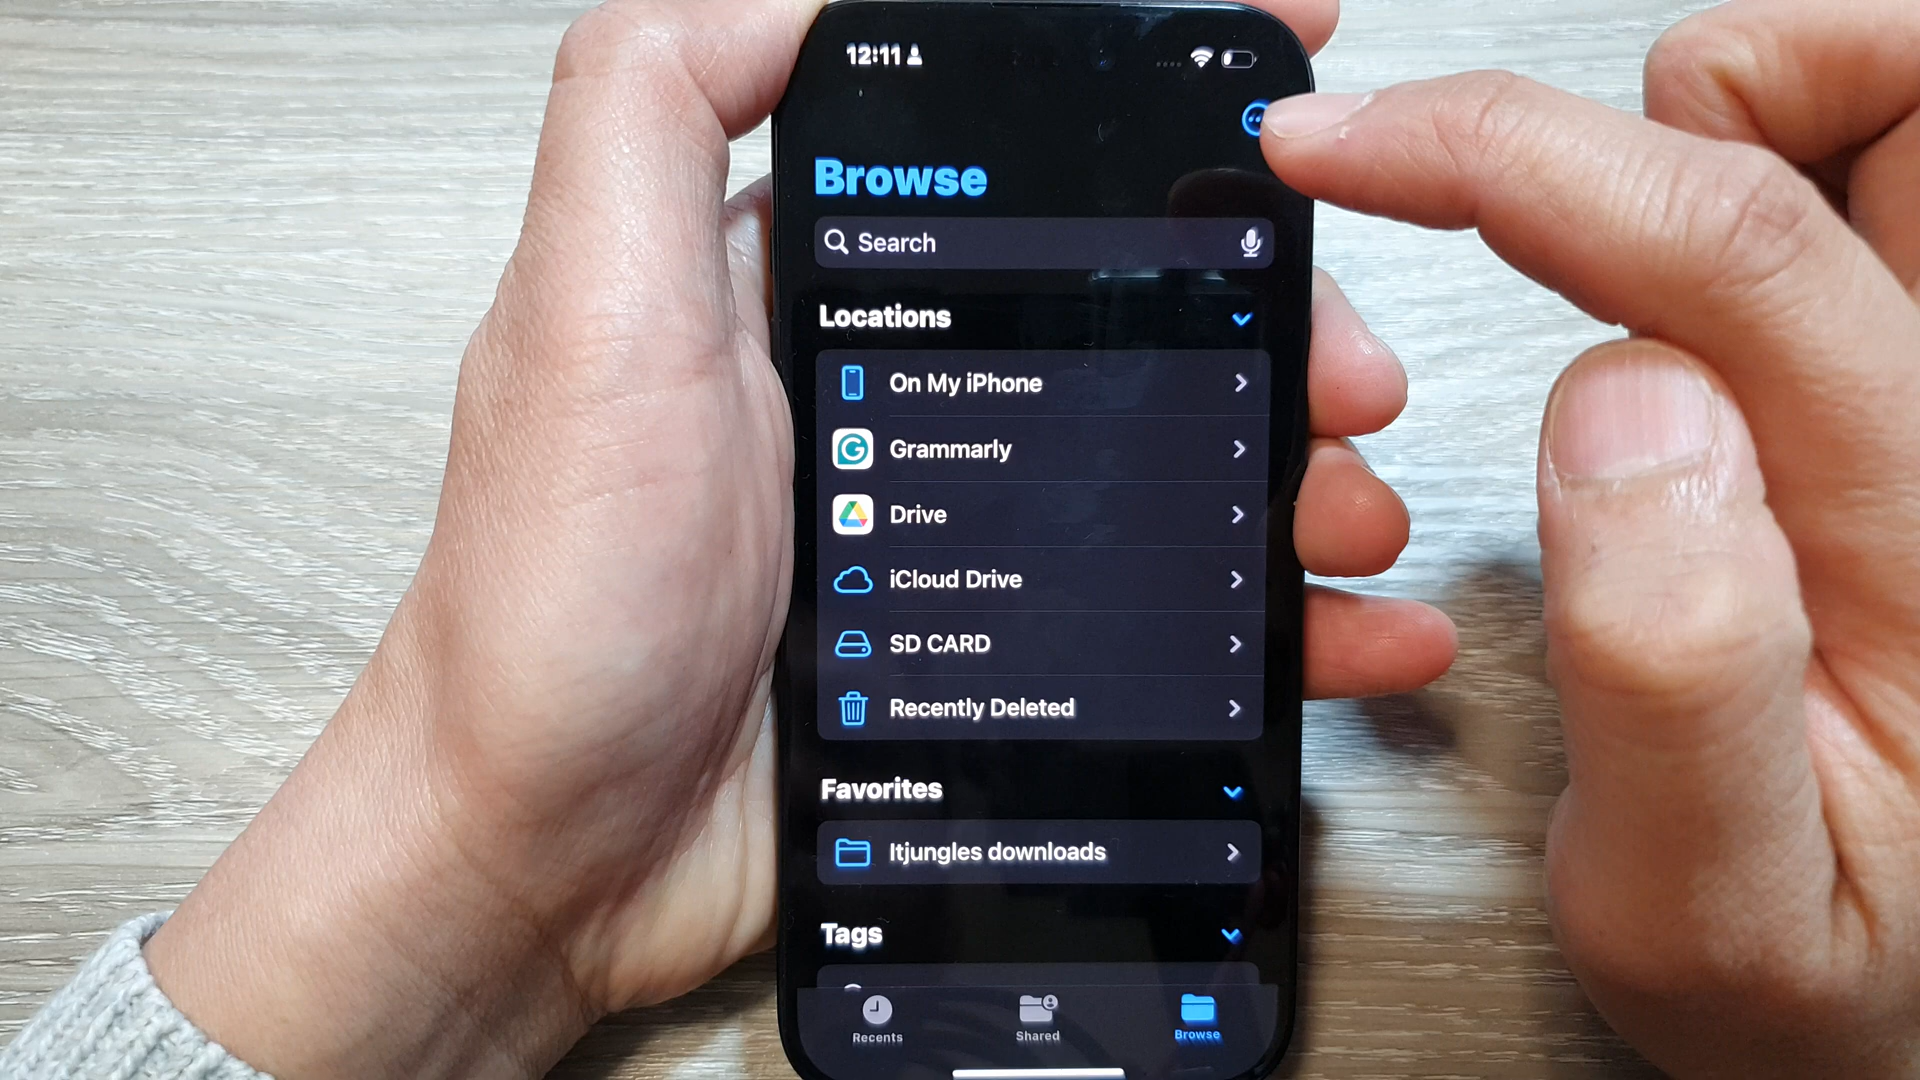 12:11
Browse
Search
Locations
On My iPhone
Grammarly
Drive
iCloud Drive
SD CARD
Recently Deleted
Favorites
Itjungles downloads
Tags
Recents
Shared
Browse